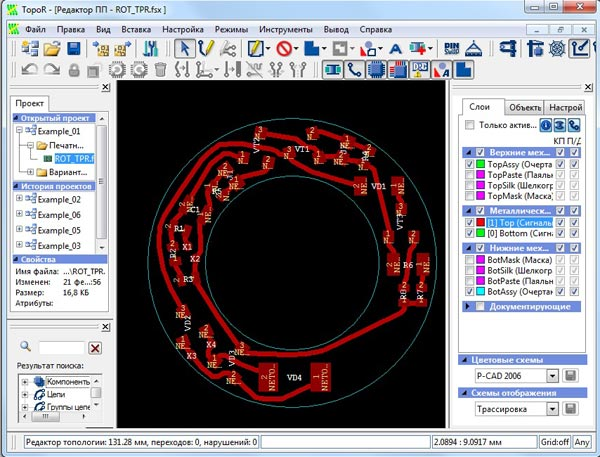 TopoR - [Редактор ПП - ROT_TPR.fsx ]
Файл Правка Вид Вставка Настройка Режимы Инструменты Вывод Справка
Проект
Открытый проект
Example_01
Печатн...
ROT_TPR.f
Вариант...
История проектов
Example_02
Example_06
Example_05
Example_03
Свойства
Имя файла: ...\ROT_TPR.
Изменен: 21 фе...:56
Размер: 16,8 КБ
Атрибуты:
Результат поиска:
Компоненты
Цепи
Группы цепе
VT2
VT1
VD1
C1
R1
X1
R2
X2
R3
R6
R7
VD2
X4
X3
VD3
VD4
NETO...
Слои Объекть Настрой
Только актив...
КП П/Д
Верхние мех...
TopAssy (Очерта
TopPaste (Паяль
TopSilk (Шелкогр
TopMask (Маска)
Металлическ...
[1] Top (Сигналь
[0] Bottom (Сигн
Нижние мех...
BotMask (Маска)
BotSilk (Шелкогр
BotPaste (Паяльн
BotAssy (Очертан
Документирующие
Цветовые схемы
P-CAD 2006
Схемы отображения
Трассировка
Редактор топологии: 131.28 мм, переходов: 0, нарушений: 0
2.0894 : 9.0917 мм
Grid:off
Any